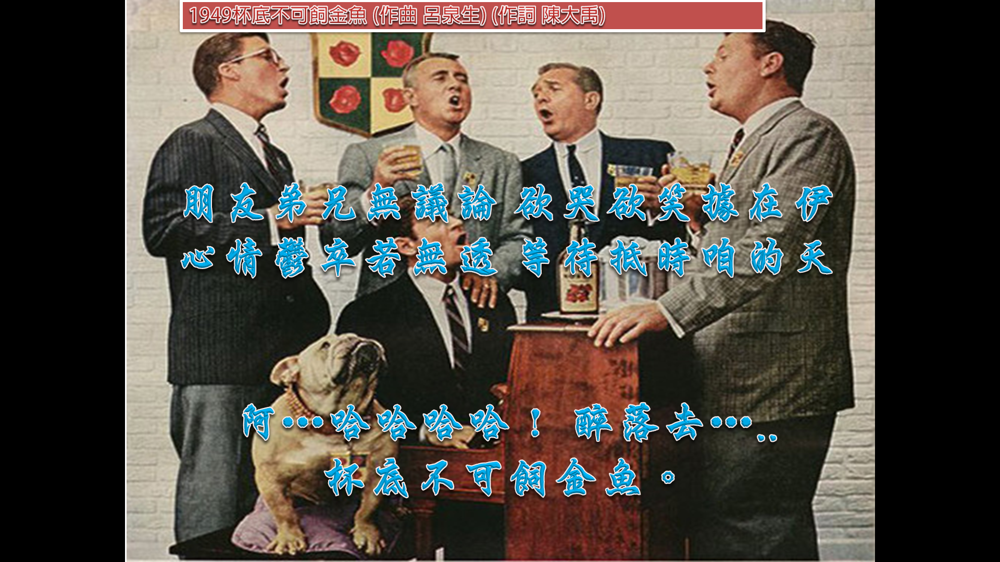 1949杯底不可飼金魚 (作曲 呂泉生) (作詞 陳大禹)
朋友弟兄無議論 欲哭欲笑據在伊
心情鬱卒若無透 等待抵時咱的天
阿…哈哈哈哈！ 醉落去…..
杯底不可飼金魚。